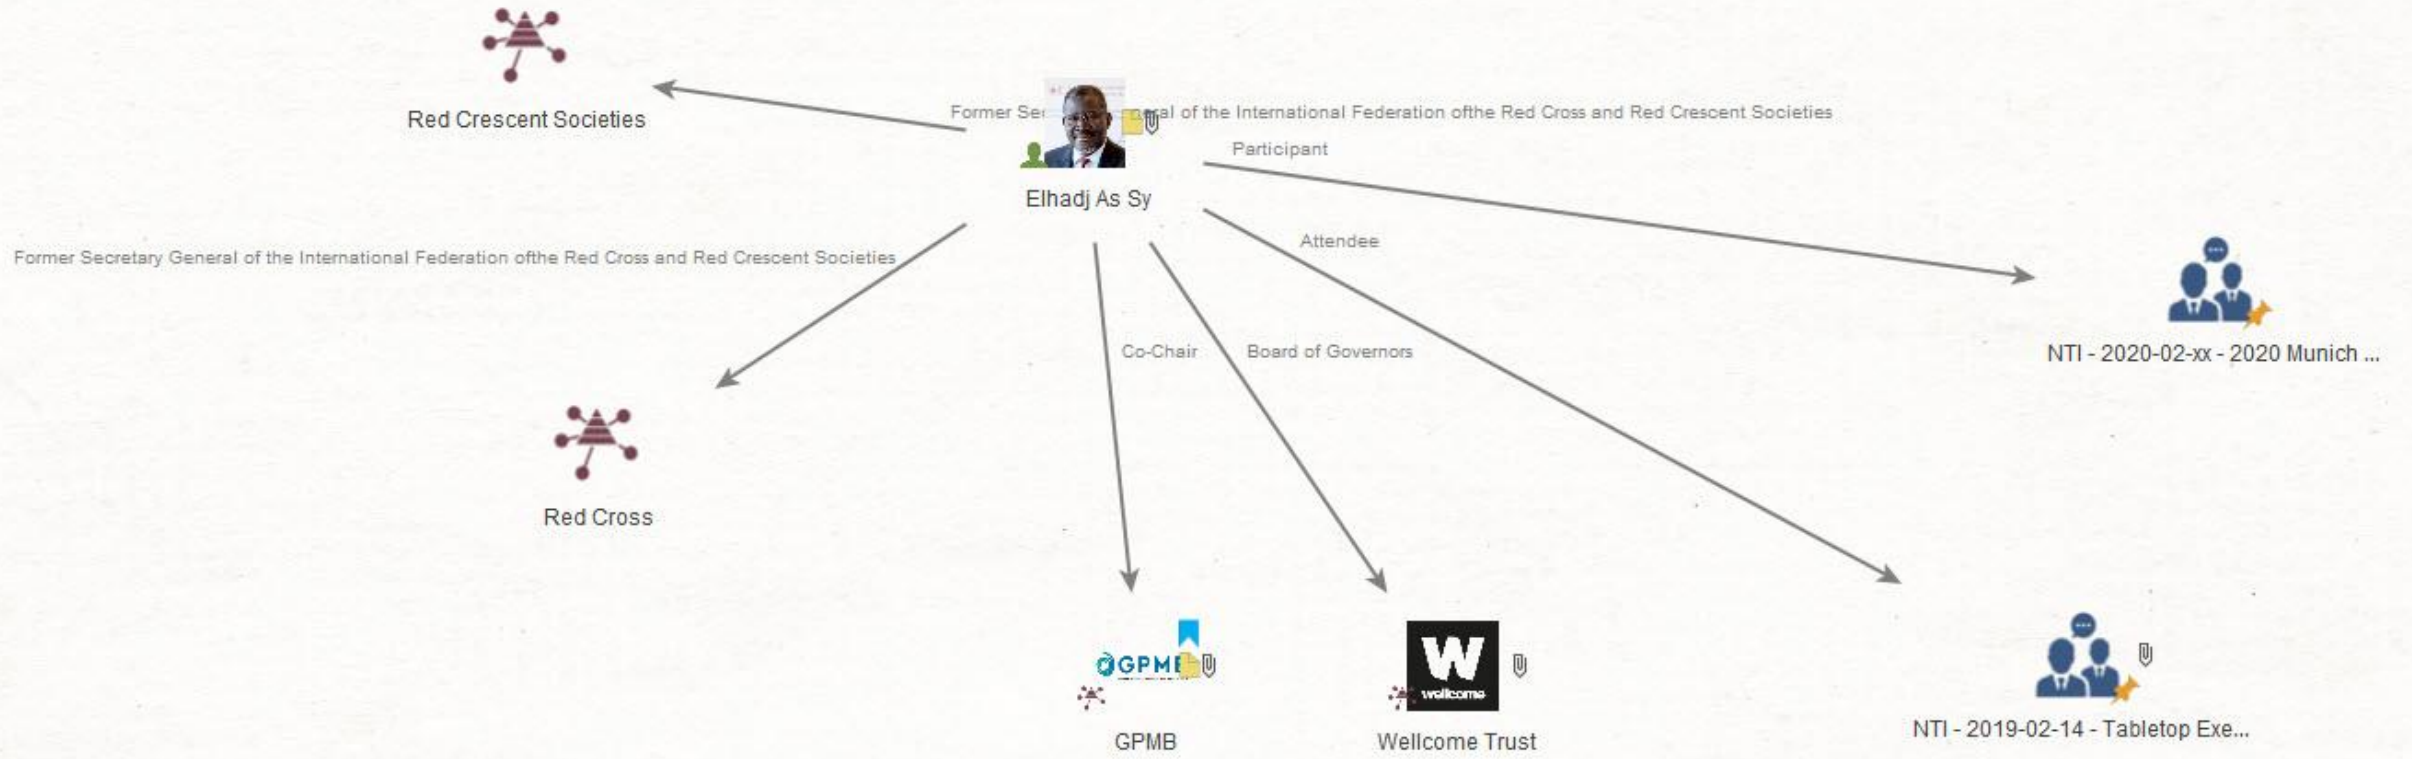 Red Crescent Societies
Former Sec eneral of the International Federation ofthe Red Cross and Red Crescent Societies
Participant
Elhadj As Sy
Attendee
Former Secretary General of the International Federation ofthe Red Cross and Red Crescent Societies
NTI - 2020-02-xx - 2020 Munich ...
Co-Chair
Board of Governors
Red Cross
GPMB
W
wellcome
GPMB
Wellcome Trust
NTI - 2019-02-14 - Tabletop Exe...